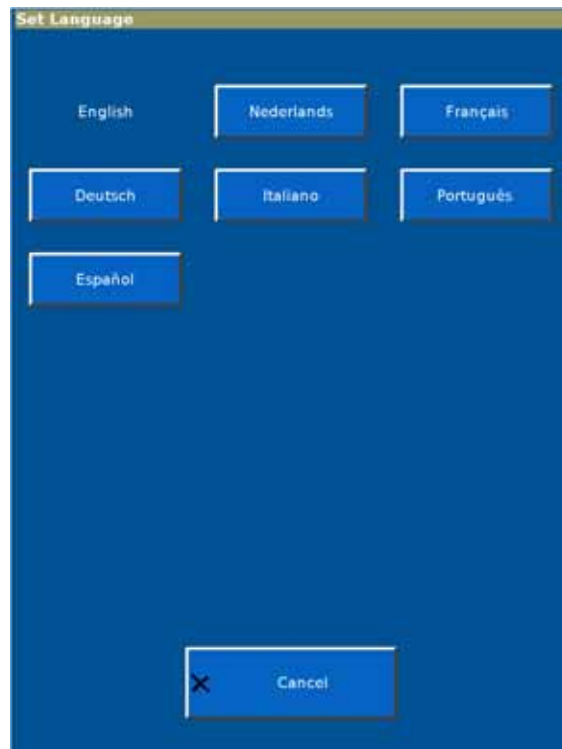 Set Language
English Nederlands Français
Deutsch Italiano Português
Español
Cancel